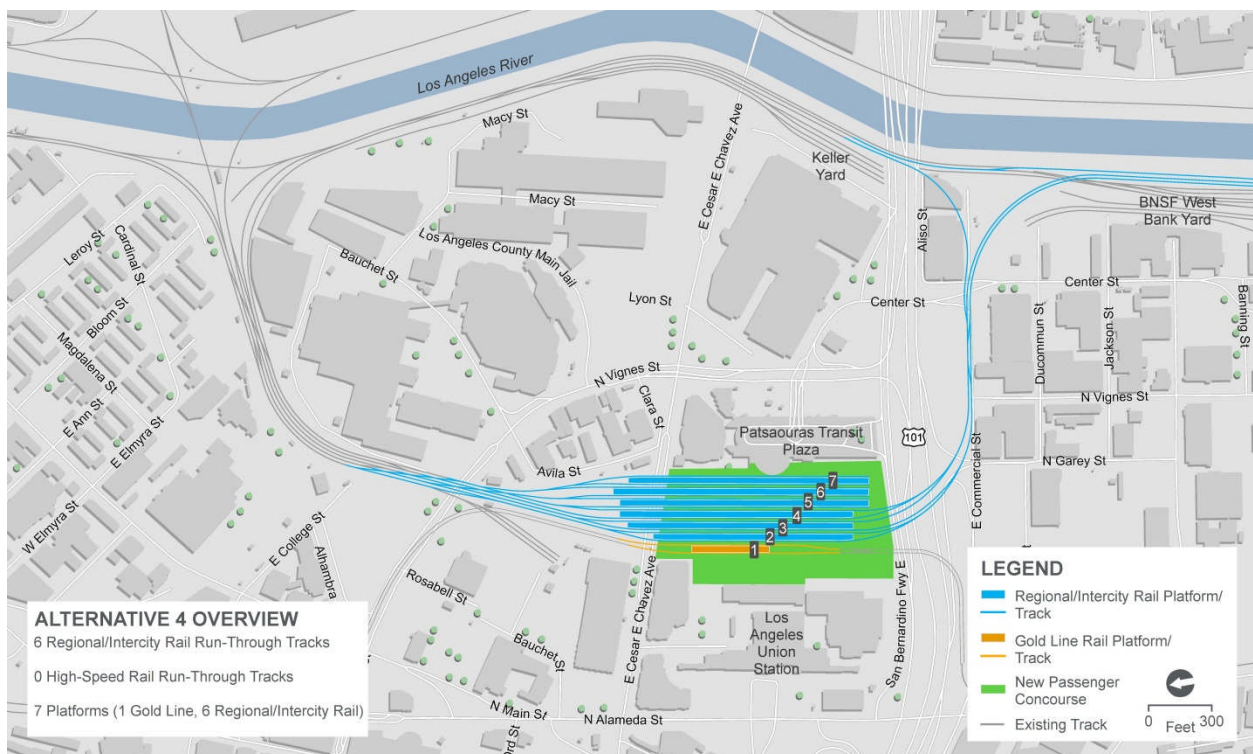 Los Angeles River
Macy St
E Cesar E Chavez Ave
Keller
Yard
BNSF West
Bank Yard
Aliso St
Macy St
Los Angeles County Main Jail
Leroy St
Cardinal St
Bauchet St
Bloom St
Lyon St
Center St
Center St
Banning St
Magdalena St
Ducommun St
Jackson St
N Vignes St
Clara St
N Vignes St
E Ann St
E Elmyra St
Patsaouras Transit
Plaza
101
E Commercial St
N Garey St
Avila St
7
6
5
4
3
2
1
W Elmyra St
E College St
Alhambra
Rosabell St
Bauchet St
E Cesar E Chavez Ave
Los
Angeles
Union
Station
San Bernardino Fwy E
N Main St
N Alameda St
ALTERNATIVE 4 OVERVIEW
6 Regional/Intercity Rail Run-Through Tracks
0 High-Speed Rail Run-Through Tracks
7 Platforms (1 Gold Line, 6 Regional/Intercity Rail)
LEGEND
Regional/Intercity Rail Platform/
Track
Gold Line Rail Platform/
Track
New Passenger
Concourse
Existing Track
0 300
Feet